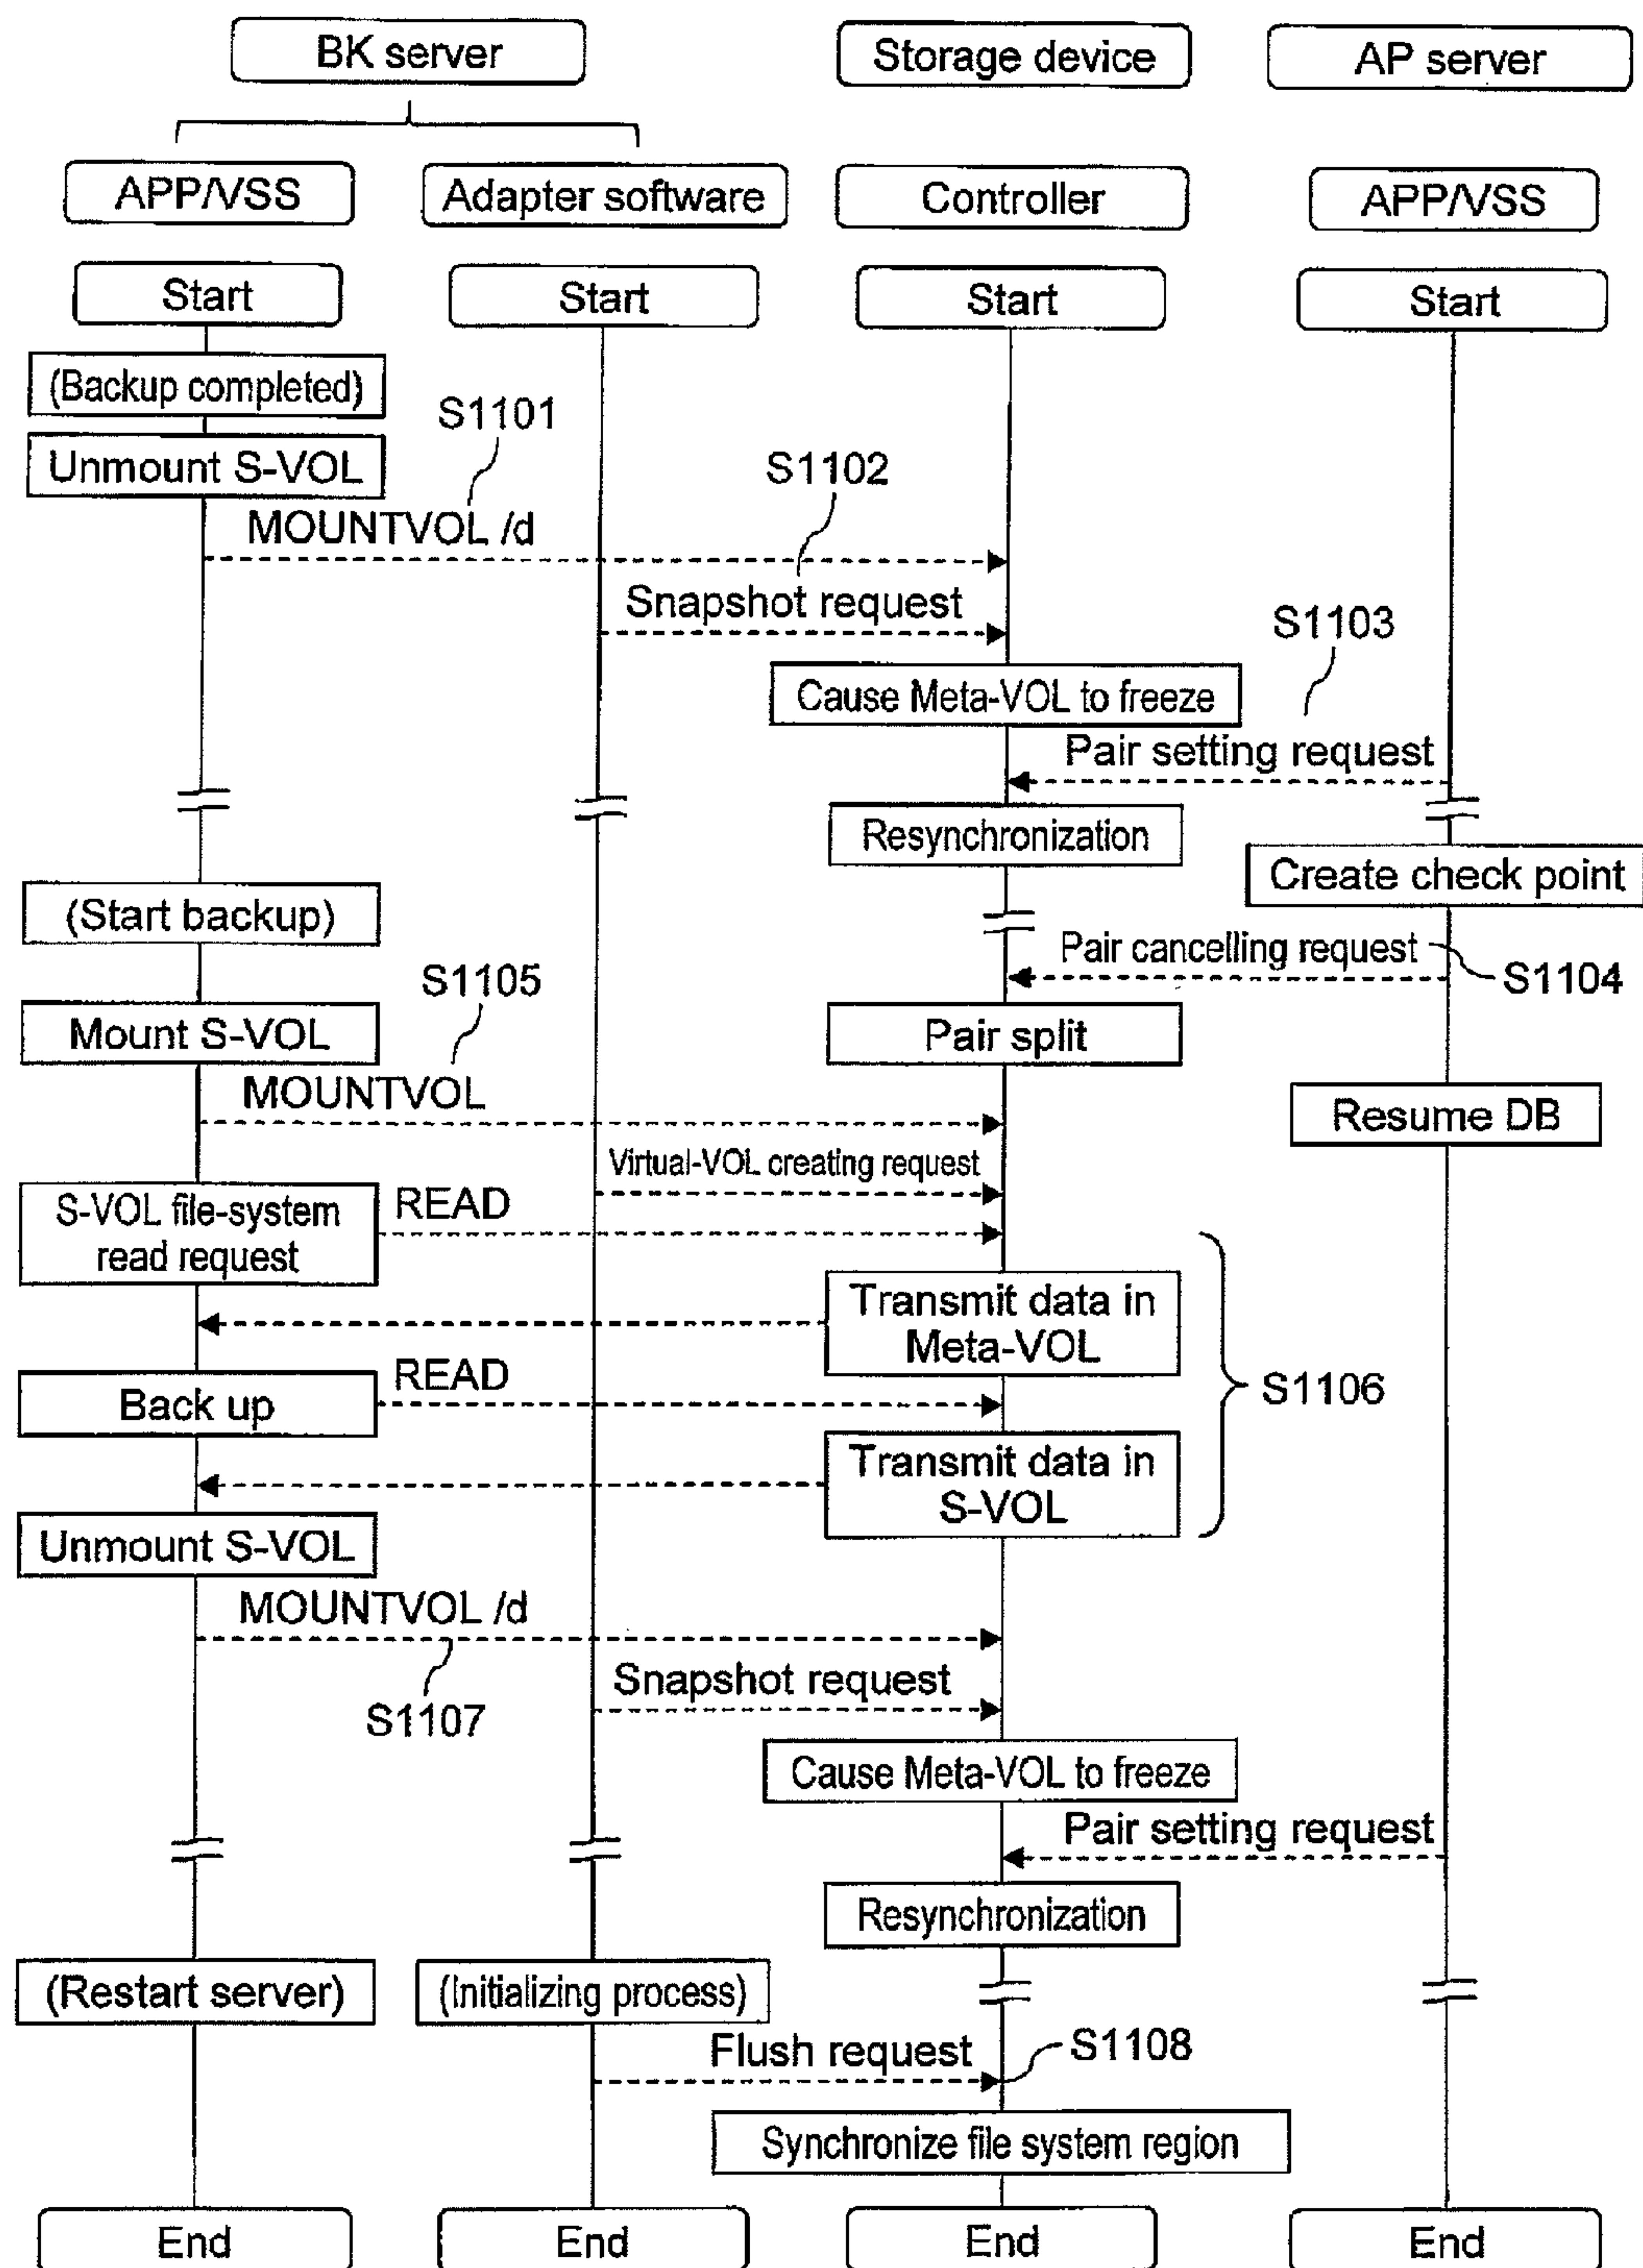 BK server
Storage device
AP server
APP/VSS
Adapter software
Controller
APP/VSS
Start
Start
Start
Start
(Backup completed)
S1101
Unmount S-VOL
S1102
MOUNTVOL /d
Snapshot request
S1103
Cause Meta-VOL to freeze
Pair setting request
Resynchronization
Create check point
(Start backup)
Pair cancelling request
S1104
S1105
Mount S-VOL
Pair split
MOUNTVOL
Resume DB
Virtual-VOL creating request
S-VOL file-system
read request
READ
Transmit data in
Meta-VOL
READ
S1106
Back up
Transmit data in
S-VOL
Unmount S-VOL
MOUNTVOL /d
Snapshot request
S1107
Cause Meta-VOL to freeze
Pair setting request
Resynchronization
(Restart server)
(Initializing process)
Flush request
S1108
Synchronize file system region
End
End
End
End